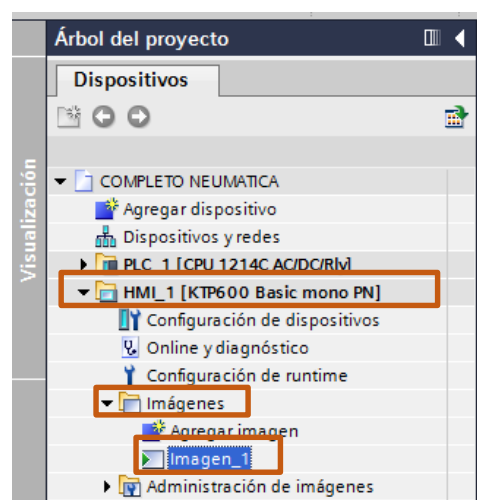 Árbol del proyecto
Dispositivos
Visualización
COMPLETO NEUMATICA
Agregar dispositivo
Dispositivos y redes
PLC_1 [CPU 1214C AC/DC/Rly]
HMI_1 [KTP600 Basic mono PN]
Configuración de dispositivos
Online y diagnóstico
Configuración de runtime
Imágenes
Agregar imagen
Imagen_1
Administración de imágenes